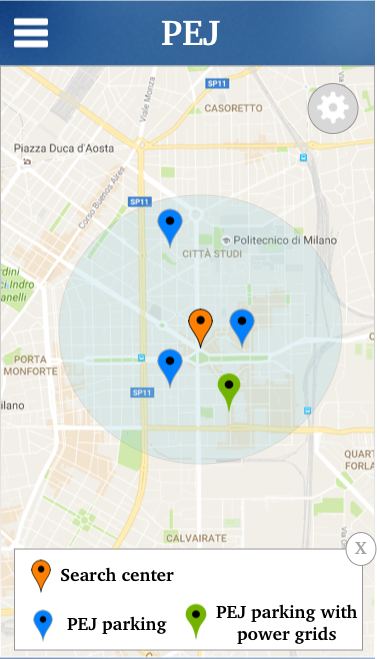 PEJ
SP11
Viale Monza
CASORETTO
Piazza Duca d'Aosta
Corso Buenos Aires
SP11
Politecnico di Milano
CITTÀ STUDI
rdini
ci Indro
anelli
PORTA
MONFORTE
SP11
ilano
QUART
FORLA
CALVAIRATE
X
Search center
PEJ parking
PEJ parking with
power grids